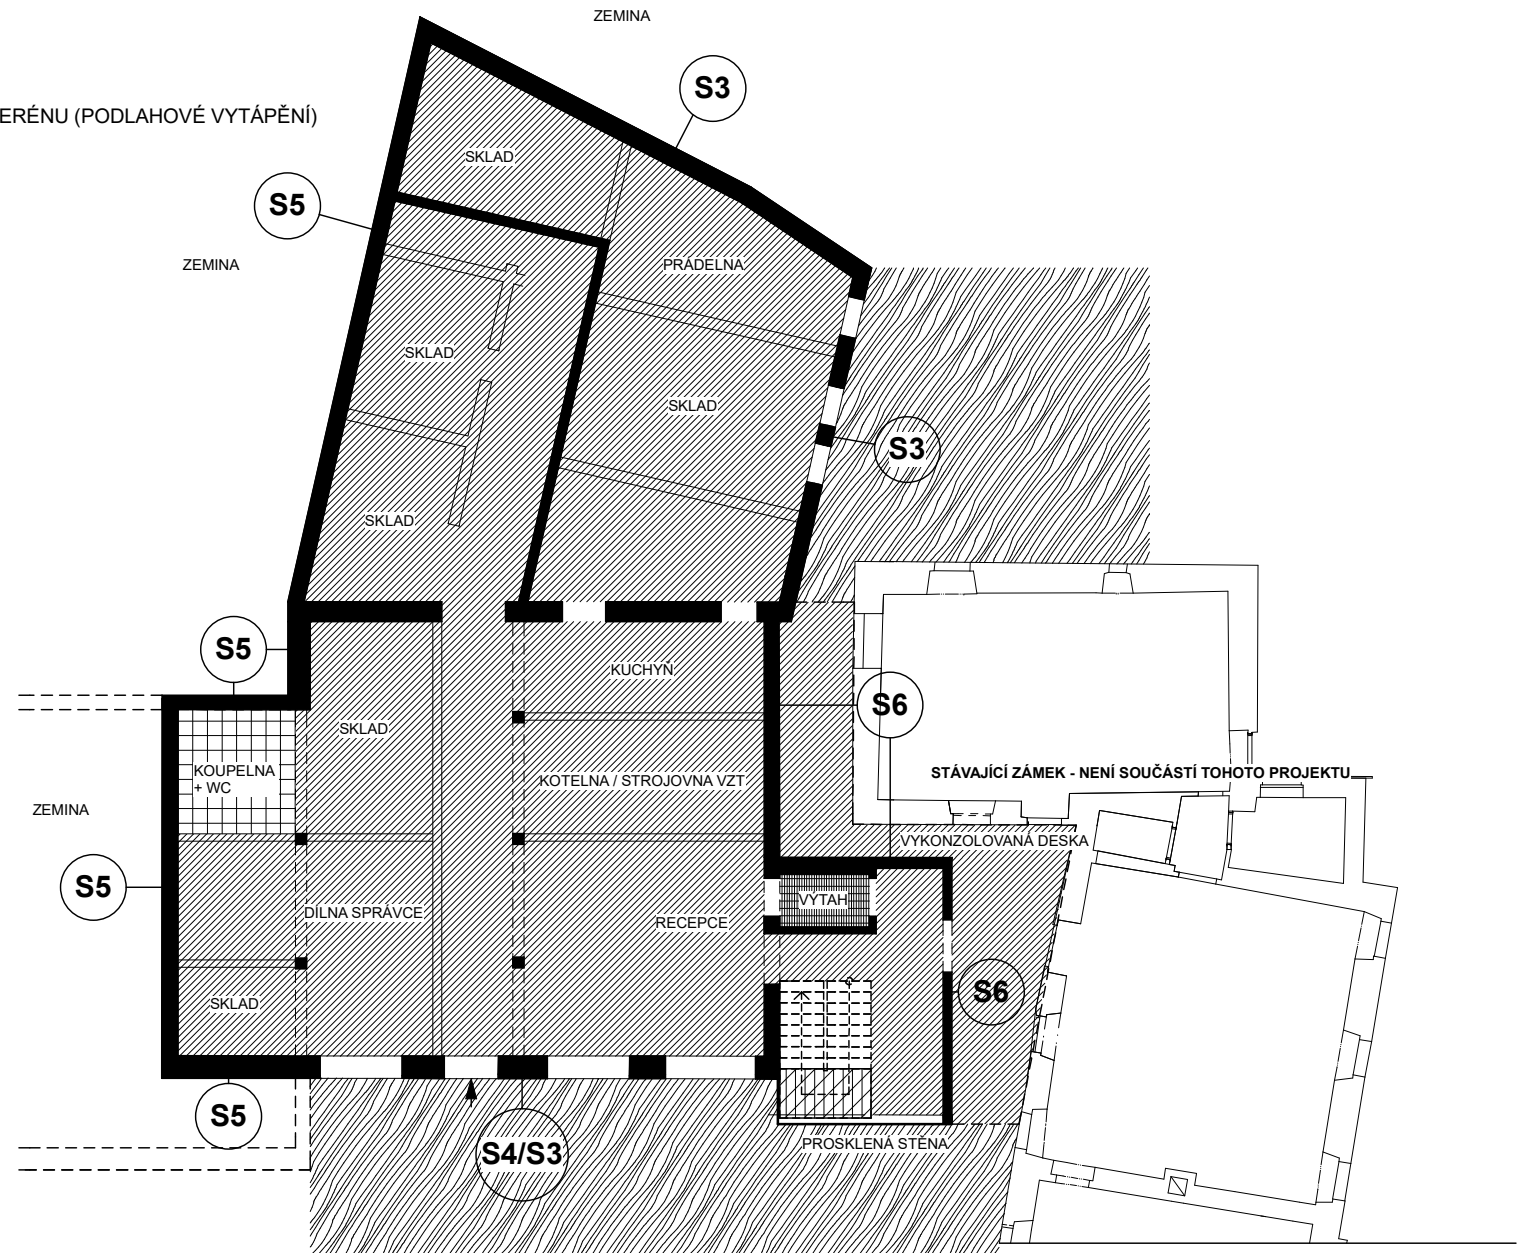 ZEMINA
S3
ERÉNU (PODLAHOVÉ VYTÁPĚNÍ)
SKLAD
S5
ZEMINA
PRÁDELNA
SKLAD
SKLAD
S3
SKLAD
S5
KUCHYŇ
S6
SKLAD
KOUPELNA
+ WC
KOTELNA / STROJOVNA VZT
STÁVAJÍCÍ ZÁMEK - NENÍ SOUČÁSTÍ TOHOTO PROJEKTU
ZEMINA
VYKONZOLOVANÁ DESKA
S5
VÝTAH
DÍLNA SPRÁVCE
RECEPCE
S6
SKLAD
S5
S4/S3
PROSKLENÁ STĚNA